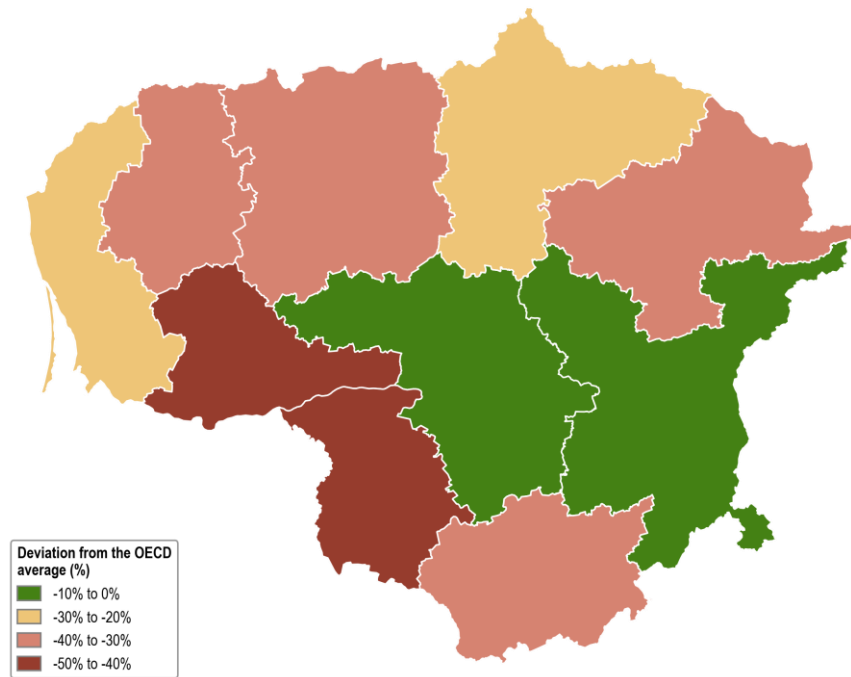 Deviation from the OECD
average (%)
-10% to 0%
-30% to -20%
-40% to -30%
-50% to -40%